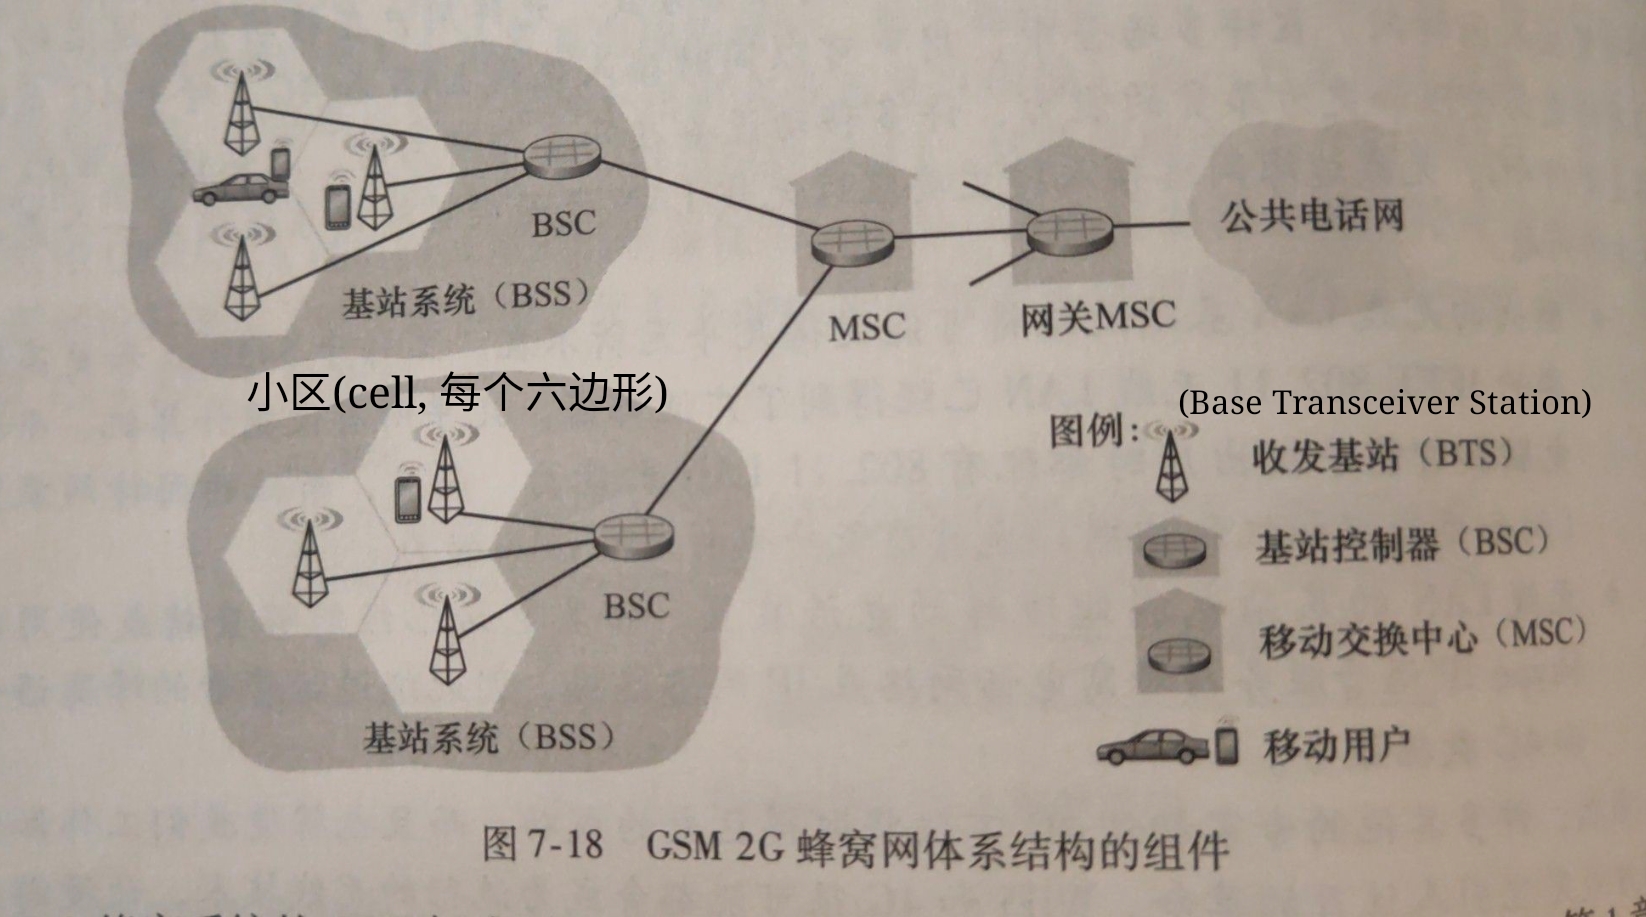 BSC
基站系统（BSS）
公共电话网
MSC
网关MSC
小区(cell, 每个六边形)
(Base Transceiver Station)
图例:
收发基站（BTS）
基站控制器（BSC）
BSC
移动交换中心（MSC）
基站系统（BSS）
移动用户
图 7-18 GSM 2G 蜂窝网体系结构的组件